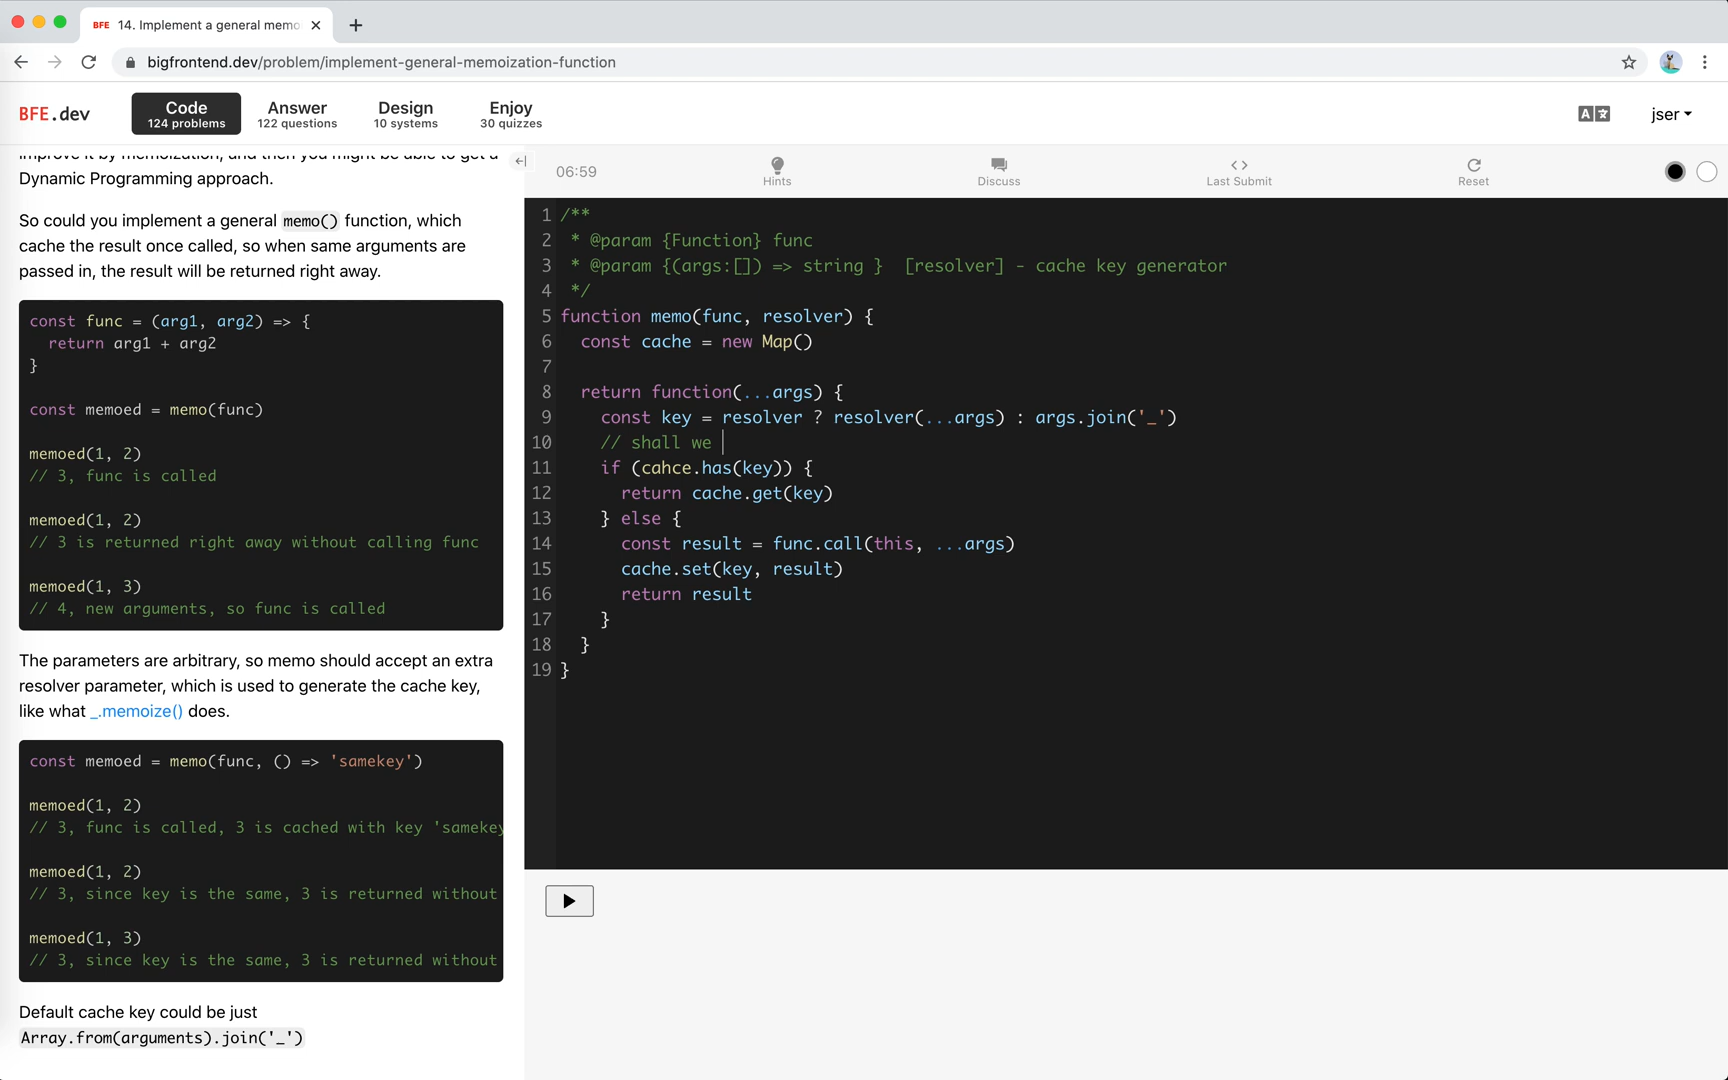 BFE 14. Implement a general memo
bigfrontend.dev/problem/implement-general-memoization-function
BFE.dev
Code
124 problems
Answer
122 questions
Design
10 systems
Enjoy
30 quizzes
jser
improve it by memoization, and then you might be able to get a
Dynamic Programming approach.
So could you implement a general memo() function, which
cache the result once called, so when same arguments are
passed in, the result will be returned right away.
const func = (arg1, arg2) => {
return arg1 + arg2
}
const memoed = memo(func)
memoed(1, 2)
// 3, func is called
memoed(1, 2)
// 3 is returned right away without calling func
memoed(1, 3)
// 4, new arguments, so func is called
The parameters are arbitrary, so memo should accept an extra
resolver parameter, which is used to generate the cache key,
like what _.memoize() does.
const memoed = memo(func, () => 'samekey')
memoed(1, 2)
// 3, func is called, 3 is cached with key 'samekey
memoed(1, 2)
// 3, since key is the same, 3 is returned without
memoed(1, 3)
// 3, since key is the same, 3 is returned without
Default cache key could be just
Array.from(arguments).join('_')
06:59
Hints
Discuss
Last Submit
Reset
1 /**
2 * @param {Function} func
3 * @param {(args:[]) => string }  [resolver] - cache key generator
4 */
5 function memo(func, resolver) {
6 const cache = new Map()
7
8 return function(...args) {
9 const key = resolver ? resolver(...args) : args.join('_')
10 // shall we
11 if (cahce.has(key)) {
12 return cache.get(key)
13 } else {
14 const result = func.call(this, ...args)
15 cache.set(key, result)
16 return result
17 }
18 }
19 }